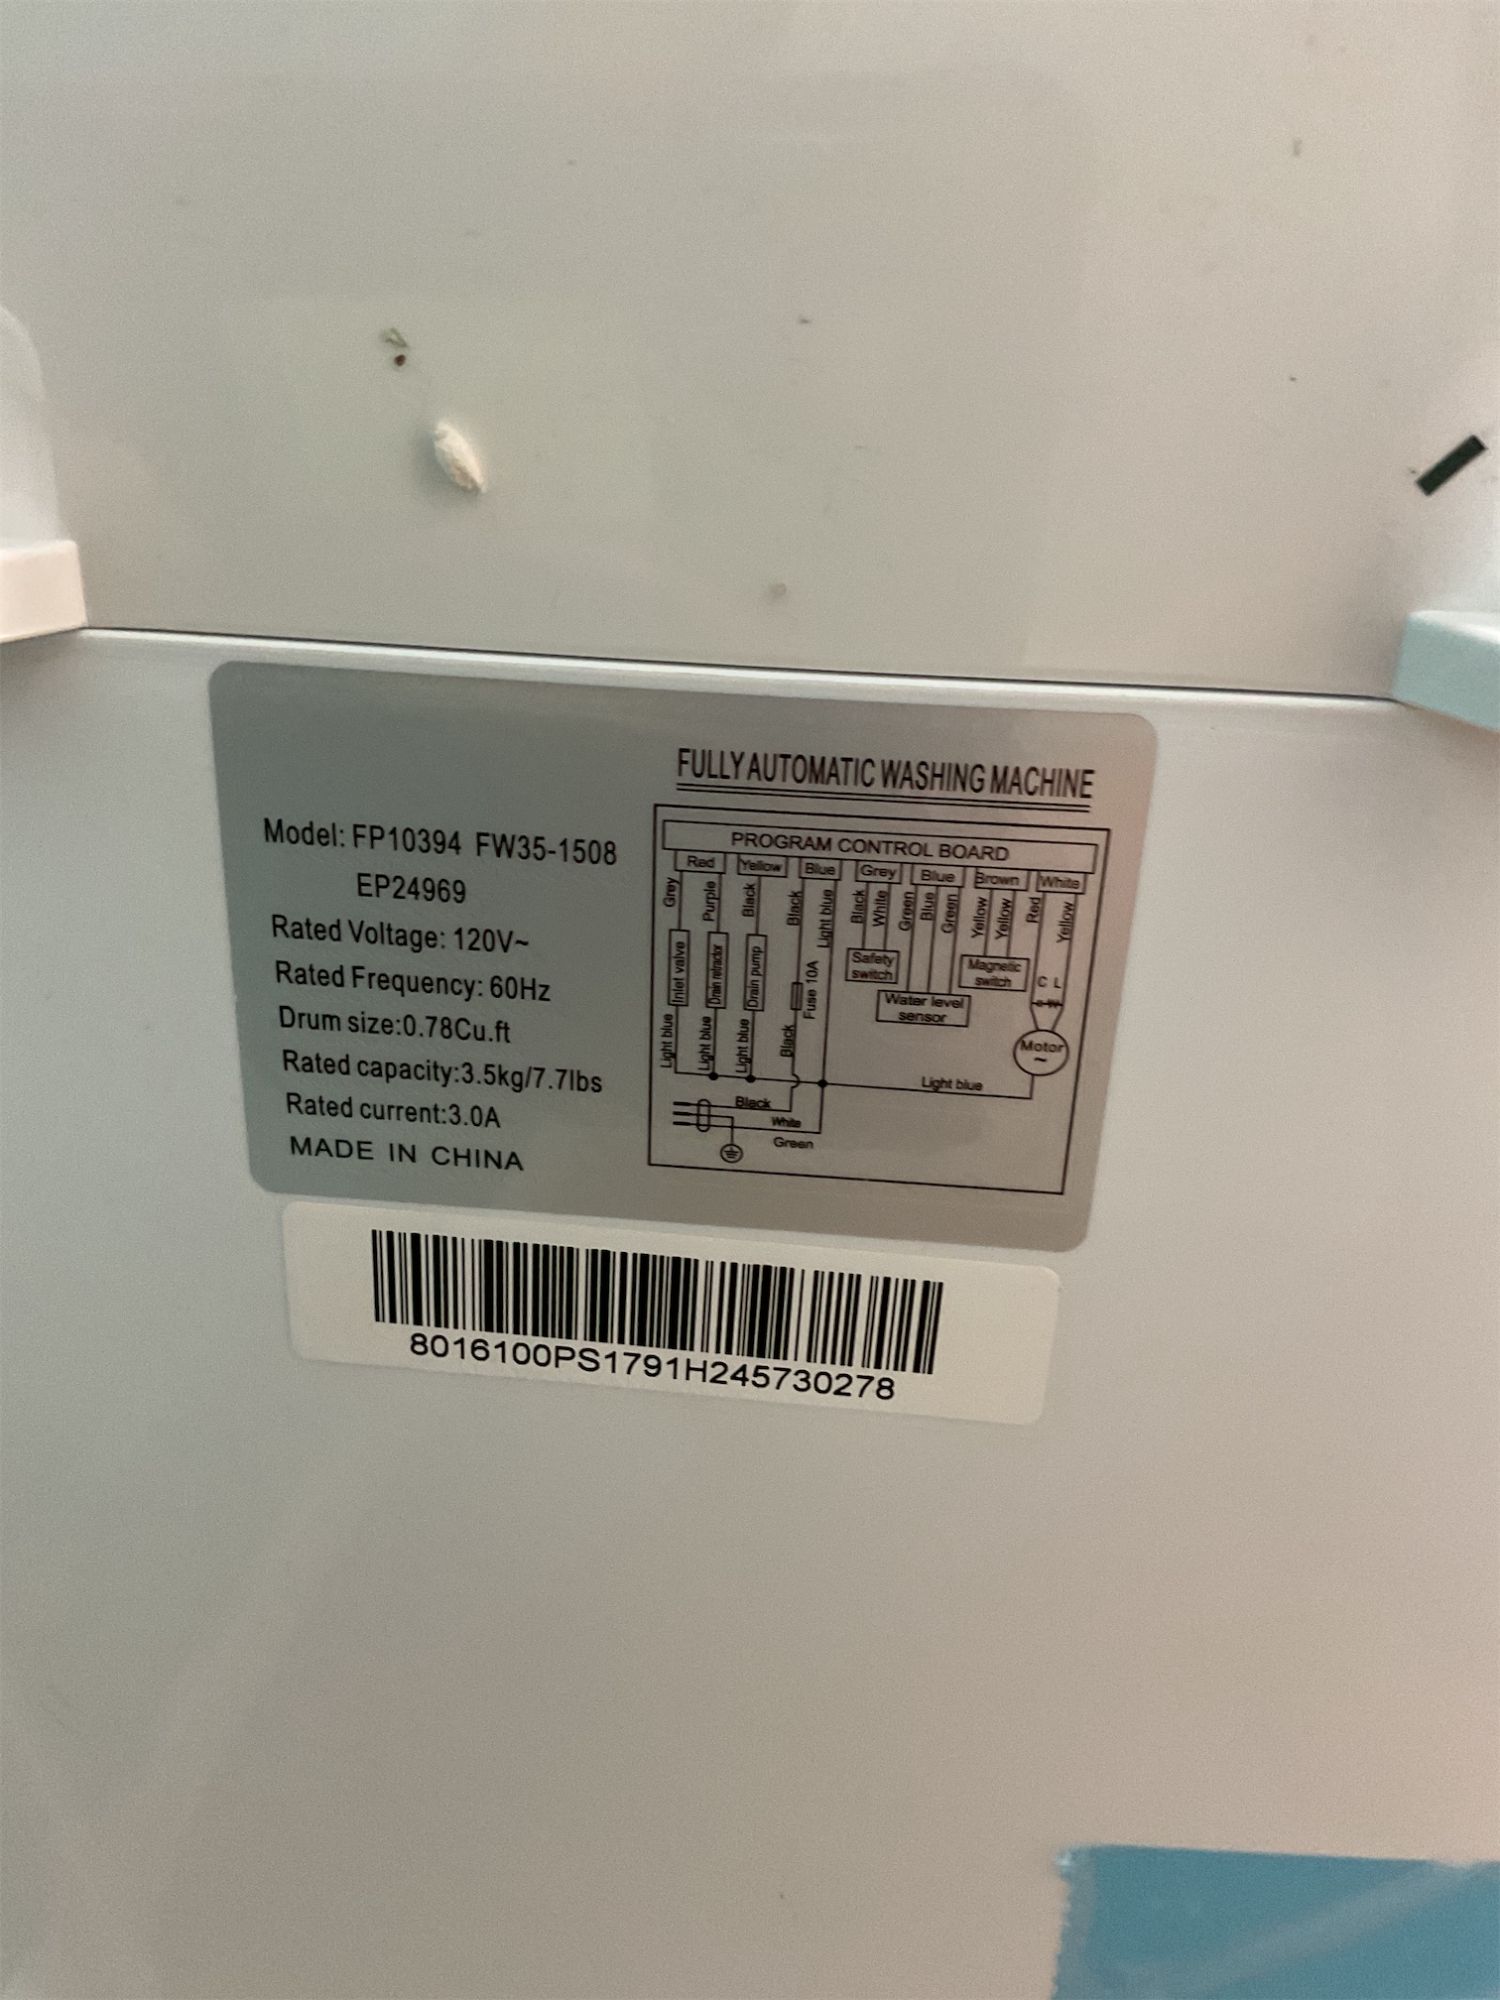 FULLY AUTOMATIC WASHING MACHINE
Model: FP10394 FW35-1508
EP24969
Rated Voltage: 120V~
Rated Frequency: 60Hz
Drum size:0.78Cu.ft
Rated capacity:3.5kg/7.7lbs
Rated current:3.0A
MADE IN CHINA
PROGRAM CONTROL BOARD
Red Yellow Blue Grey Blue Brown White
Grey Purple Black Black Light blue Black White Green Blue Green Yellow Yellow Red Yellow
Inlet valve
Drain retractor
Drain pump
Fuse 10A
Safety
switch
Water level
sensor
Magnetic
switch
C L
Motor
~
Light blue Light blue Light blue Black
Light blue
Black
White
Green
8016100PS1791H245730278